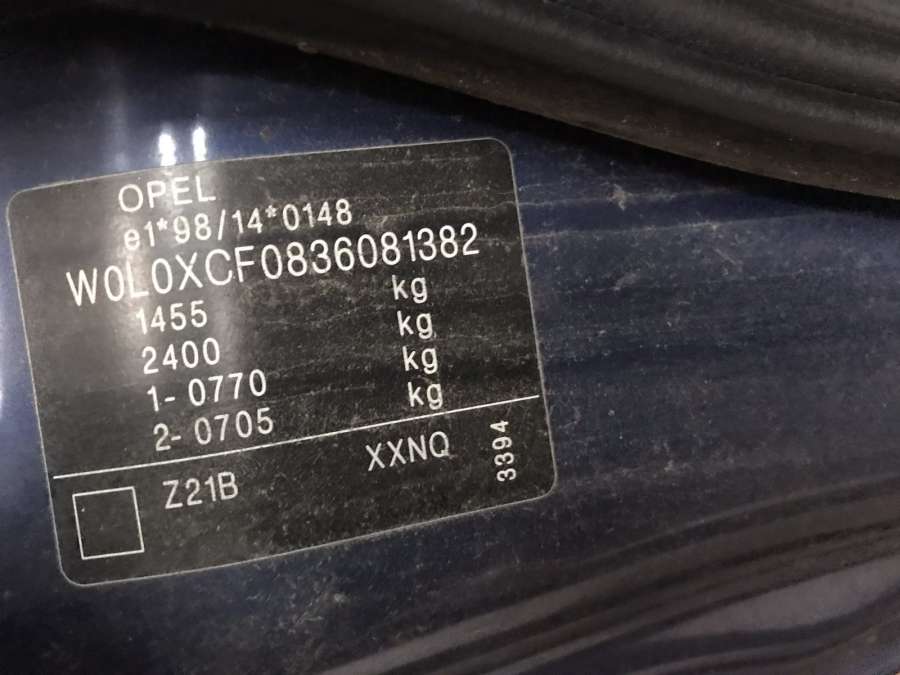 OPEL
e1*98/14*0148
W0L0XCF0836081382
1455 kg
2400 kg
1- 0770 kg
2- 0705 kg
Z21B XXNQ 3394